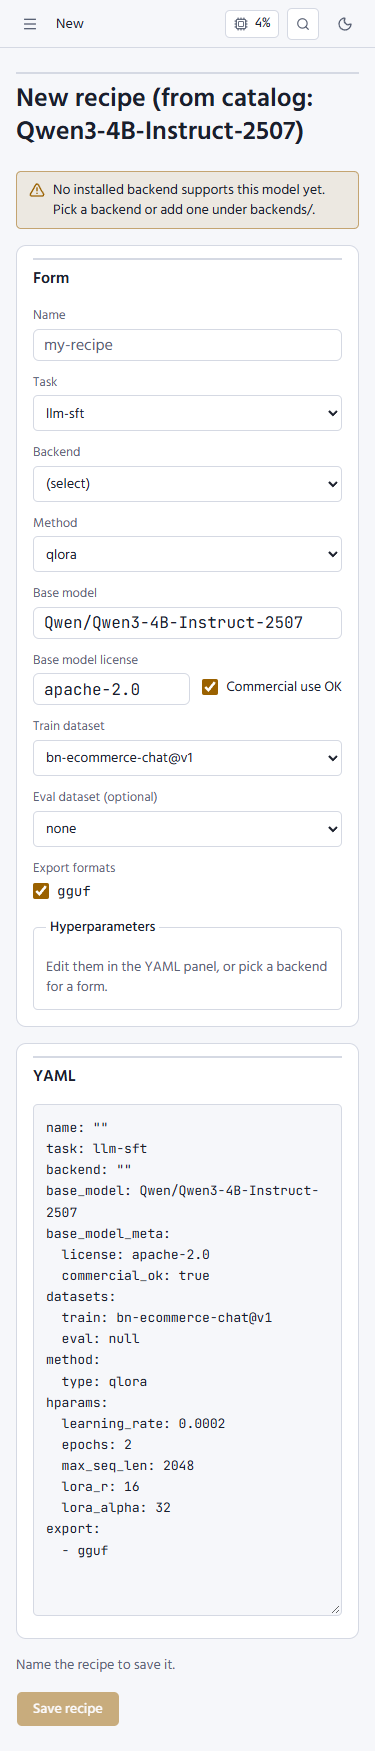 New
4%
New recipe (from catalog:
Qwen3-4B-Instruct-2507)
No installed backend supports this model yet.
Pick a backend or add one under backends/.
Form
Name
my-recipe
Task
llm-sft
Backend
(select)
Method
qlora
Base model
Qwen/Qwen3-4B-Instruct-2507
Base model license
apache-2.0
Commercial use OK
Train dataset
bn-ecommerce-chat@v1
Eval dataset (optional)
none
Export formats
gguf
Hyperparameters
Edit them in the YAML panel, or pick a backend
for a form.
YAML
name: ""
task: llm-sft
backend: ""
base_model: Qwen/Qwen3-4B-Instruct-
2507
base_model_meta:
  license: apache-2.0
  commercial_ok: true
datasets:
  train: bn-ecommerce-chat@v1
  eval: null
method:
  type: qlora
hparams:
  learning_rate: 0.0002
  epochs: 2
  max_seq_len: 2048
  lora_r: 16
  lora_alpha: 32
export:
  - gguf
Name the recipe to save it.
Save recipe